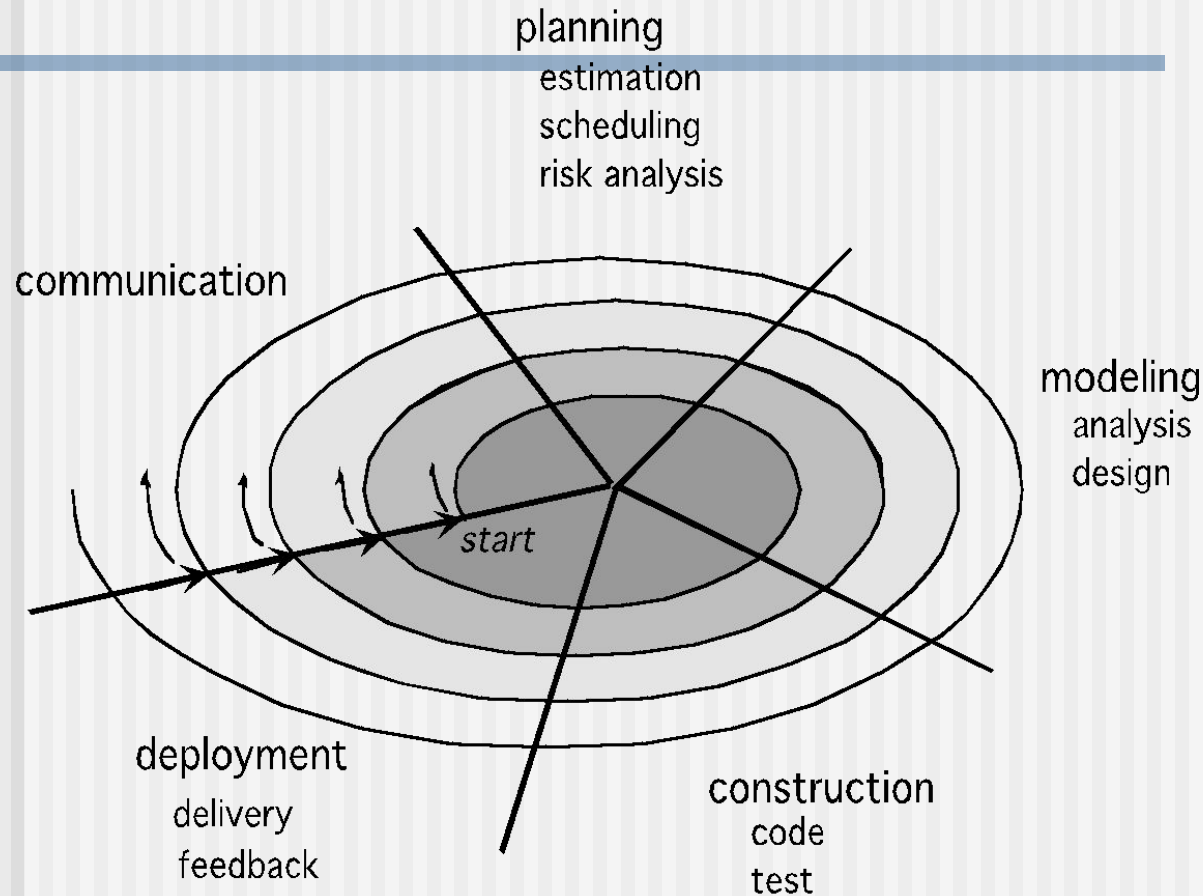 planning
estimation
scheduling
risk analysis
communication
modeling
analysis
design
start
deployment
delivery
feedback
construction
code
test